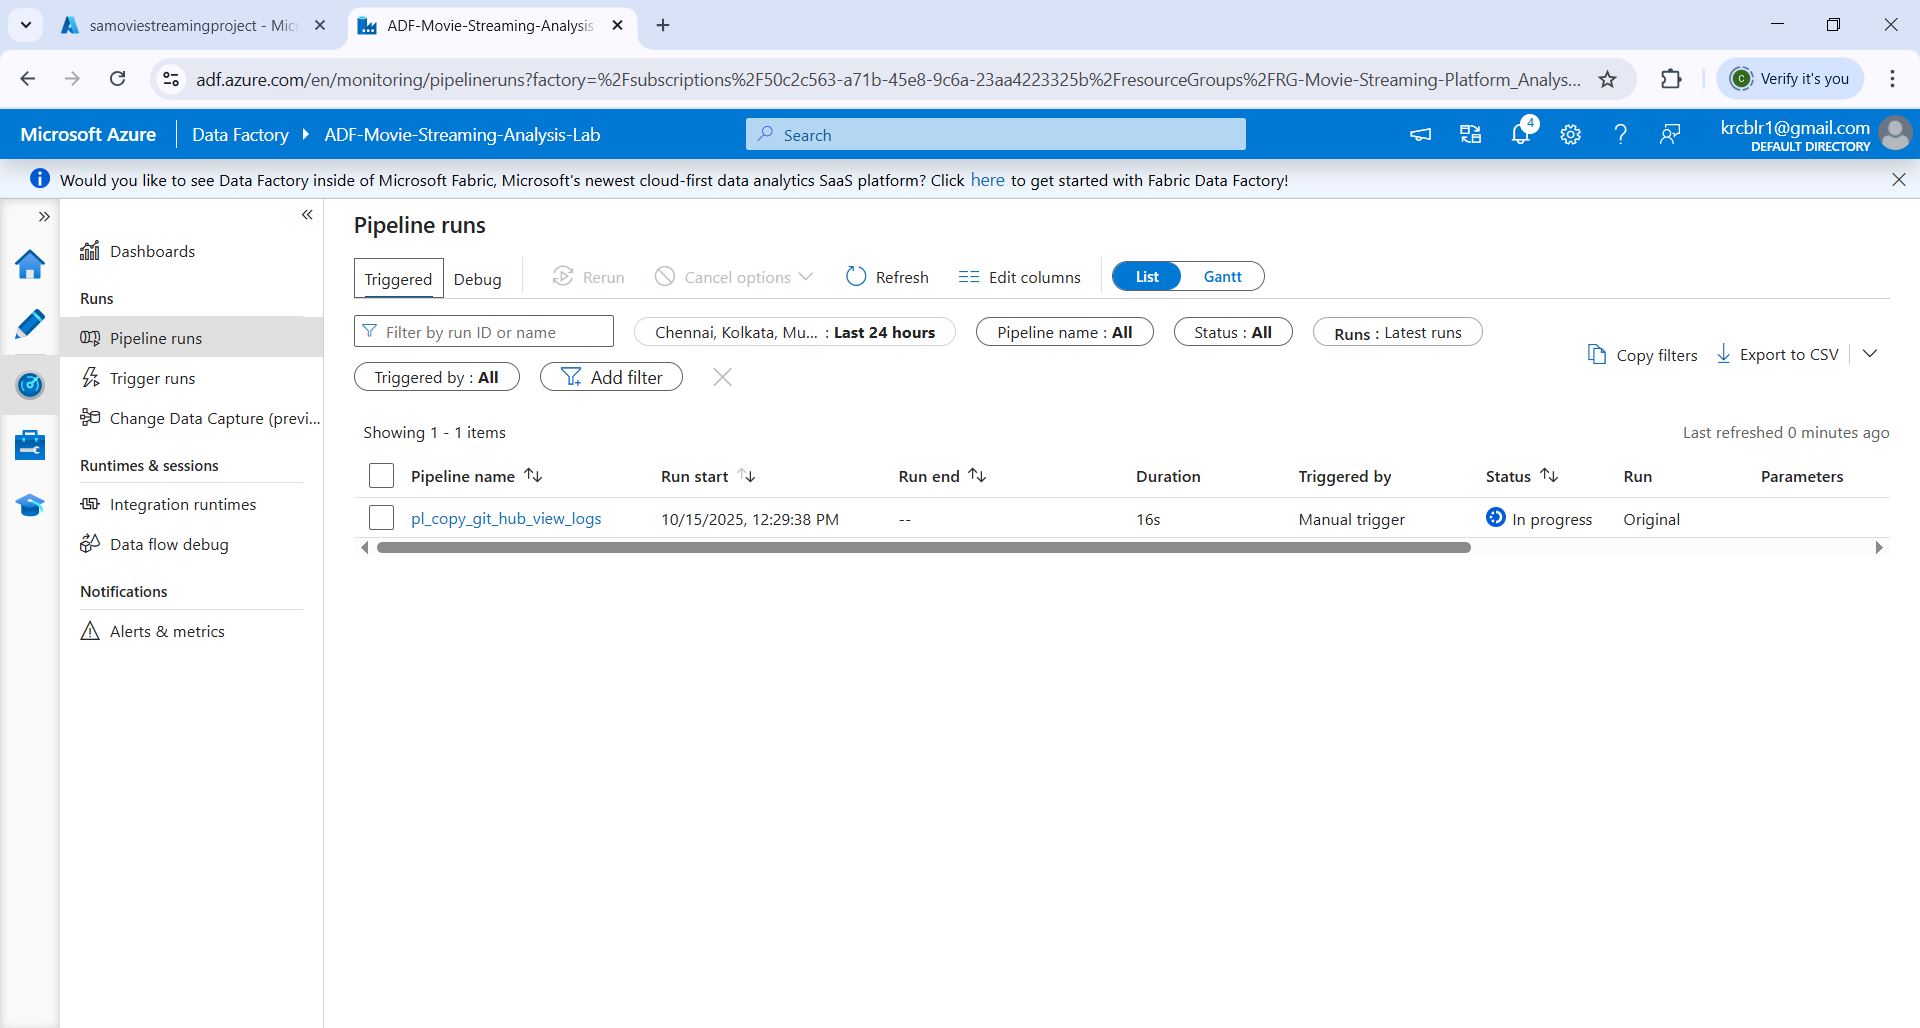 samoviestreamingproject - Micr
ADF-Movie-Streaming-Analysis
adf.azure.com/en/monitoring/pipelineruns?factory=%2Fsubscriptions%2F50c2c563-a71b-45e8-9c6a-23aa4223325b%2FresourceGroups%2FRG-Movie-Streaming-Platform_Analys...
C Verify it's you
Microsoft Azure Data Factory ADF-Movie-Streaming-Analysis-Lab
Search
4
krcblr1@gmail.com
DEFAULT DIRECTORY
Would you like to see Data Factory inside of Microsoft Fabric, Microsoft's newest cloud-first data analytics SaaS platform? Click here to get started with Fabric Data Factory!
Dashboards
Runs
Pipeline runs
Trigger runs
Change Data Capture (previ...
Runtimes & sessions
Integration runtimes
Data flow debug
Notifications
Alerts & metrics
Pipeline runs
Triggered Debug Rerun Cancel options Refresh Edit columns List Gantt
Filter by run ID or name Chennai, Kolkata, Mu... : Last 24 hours Pipeline name : All Status : All Runs : Latest runs
Triggered by : All Add filter
Copy filters Export to CSV
Showing 1 - 1 items
Last refreshed 0 minutes ago
Pipeline name Run start Run end Duration Triggered by Status Run Parameters
pl_copy_git_hub_view_logs 10/15/2025, 12:29:38 PM -- 16s Manual trigger In progress Original